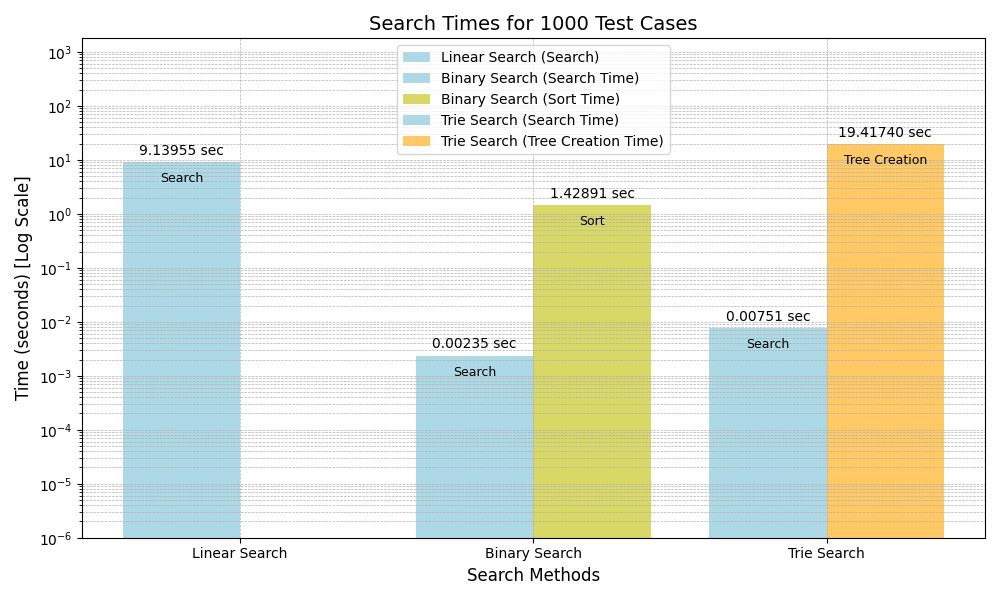 Search Times for 1000 Test Cases
Linear Search (Search)
Binary Search (Search Time)
Binary Search (Sort Time)
Trie Search (Search Time)
Trie Search (Tree Creation Time)
Time (seconds) [Log Scale]
10³
10²
10¹
10⁰
10⁻¹
10⁻²
10⁻³
10⁻⁴
10⁻⁵
10⁻⁶
9.13955 sec
Search
0.00235 sec
Search
1.42891 sec
Sort
0.00751 sec
Search
19.41740 sec
Tree Creation
Linear Search
Binary Search
Trie Search
Search Methods